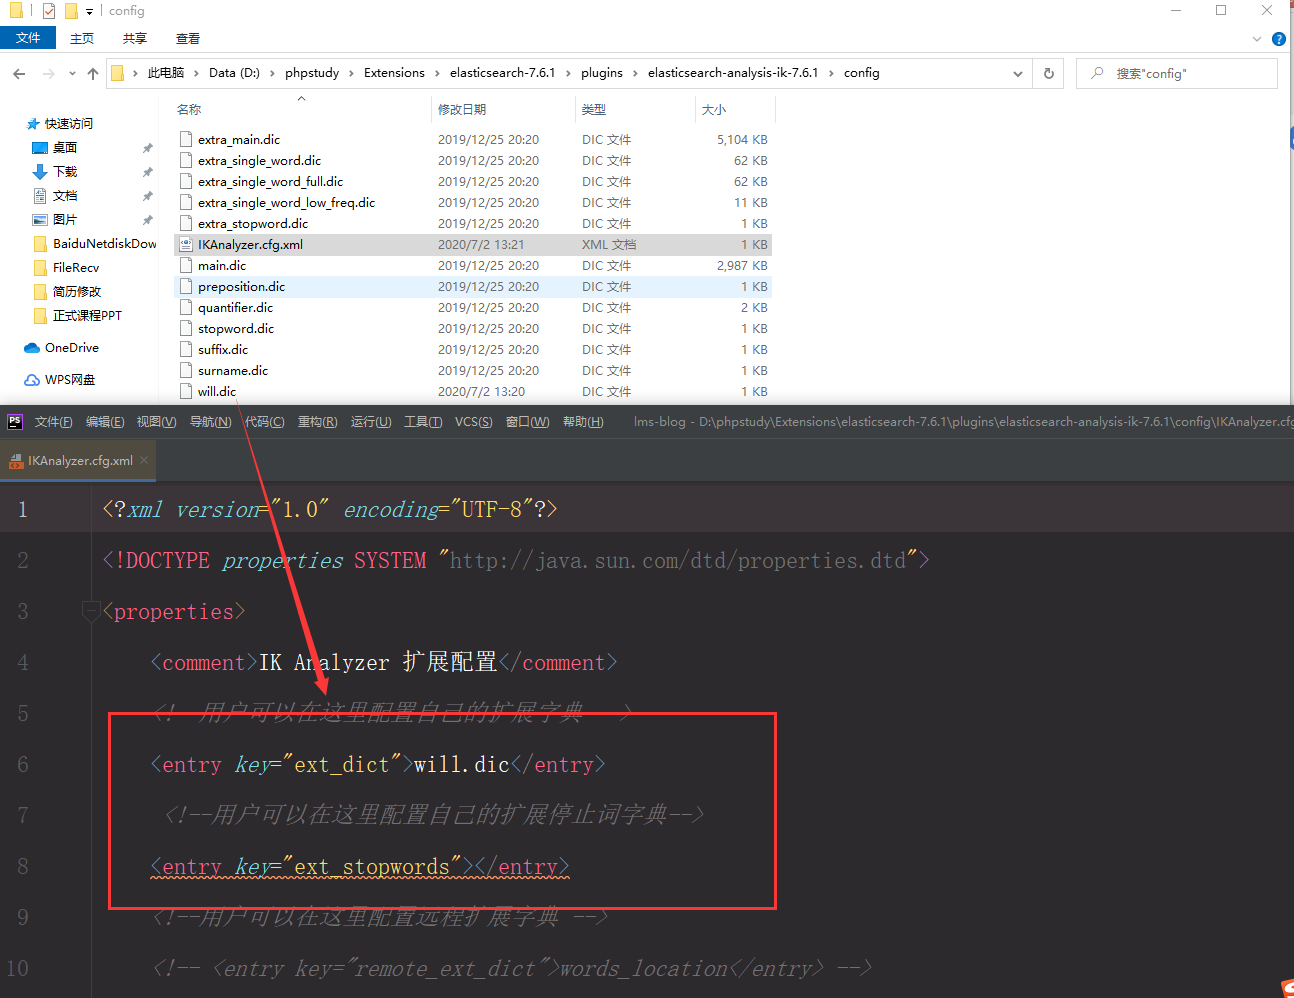 config
文件 主页 共享 查看
此电脑 › Data (D:) › phpstudy › Extensions › elasticsearch-7.6.1 › plugins › elasticsearch-analysis-ik-7.6.1 › config
搜索"config"
快速访问
桌面
下载
文档
图片
BaiduNetdiskDow
FileRecv
简历修改
正式课程PPT
OneDrive
WPS网盘
名称 修改日期 类型 大小
extra_main.dic 2019/12/25 20:20 DIC 文件 5,104 KB
extra_single_word.dic 2019/12/25 20:20 DIC 文件 62 KB
extra_single_word_full.dic 2019/12/25 20:20 DIC 文件 62 KB
extra_single_word_low_freq.dic 2019/12/25 20:20 DIC 文件 11 KB
extra_stopword.dic 2019/12/25 20:20 DIC 文件 1 KB
IKAnalyzer.cfg.xml 2020/7/2 13:21 XML 文档 1 KB
main.dic 2019/12/25 20:20 DIC 文件 2,987 KB
preposition.dic 2019/12/25 20:20 DIC 文件 1 KB
quantifier.dic 2019/12/25 20:20 DIC 文件 2 KB
stopword.dic 2019/12/25 20:20 DIC 文件 1 KB
suffix.dic 2019/12/25 20:20 DIC 文件 1 KB
surname.dic 2019/12/25 20:20 DIC 文件 1 KB
will.dic 2020/7/2 13:20 DIC 文件 1 KB
PS 文件(F) 编辑(E) 视图(V) 导航(N) 代码(C) 重构(R) 运行(U) 工具(T) VCS(S) 窗口(W) 帮助(H) lms-blog - D:\phpstudy\Extensions\elasticsearch-7.6.1\plugins\elasticsearch-analysis-ik-7.6.1\config\IKAnalyzer.cfg
IKAnalyzer.cfg.xml
1 <?xml version="1.0" encoding="UTF-8"?>
2 <!DOCTYPE properties SYSTEM "http://java.sun.com/dtd/properties.dtd">
3 <properties>
4 <comment>IK Analyzer 扩展配置</comment>
5 <!--用户可以在这里配置自己的扩展字典 -->
6 <entry key="ext_dict">will.dic</entry>
7 <!--用户可以在这里配置自己的扩展停止词字典-->
8 <entry key="ext_stopwords"></entry>
9 <!--用户可以在这里配置远程扩展字典 -->
10 <!-- <entry key="remote_ext_dict">words_location</entry> -->